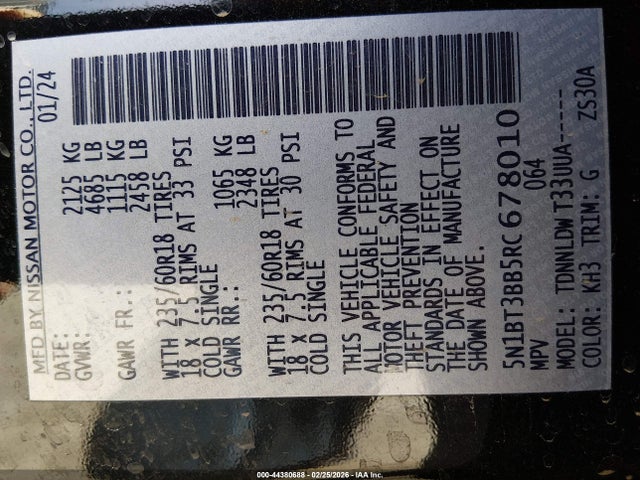 MFD BY NISSAN MOTOR CO., LTD.
DATE: 01/24
GVWR: 2125 KG
4685 LB
GAWR FR.: 1115 KG
2458 LB
WITH 235/60R18 TIRES
18 X 7.5 RIMS AT 33 PSI
COLD SINGLE
GAWR RR.: 1065 KG
2348 LB
WITH 235/60R18 TIRES
18 X 7.5 RIMS AT 30 PSI
COLD SINGLE
THIS VEHICLE CONFORMS TO
ALL APPLICABLE FEDERAL
MOTOR VEHICLE SAFETY AND
THEFT PREVENTION
STANDARDS IN EFFECT ON
THE DATE OF MANUFACTURE
SHOWN ABOVE.
5N1BT3BB5RC678010
MPV 064
MODEL: TDNNLDW T33UUA------
COLOR: KH3 TRIM: G ZS30A
000-44380688 - 02/25/2026 - IAA Inc.